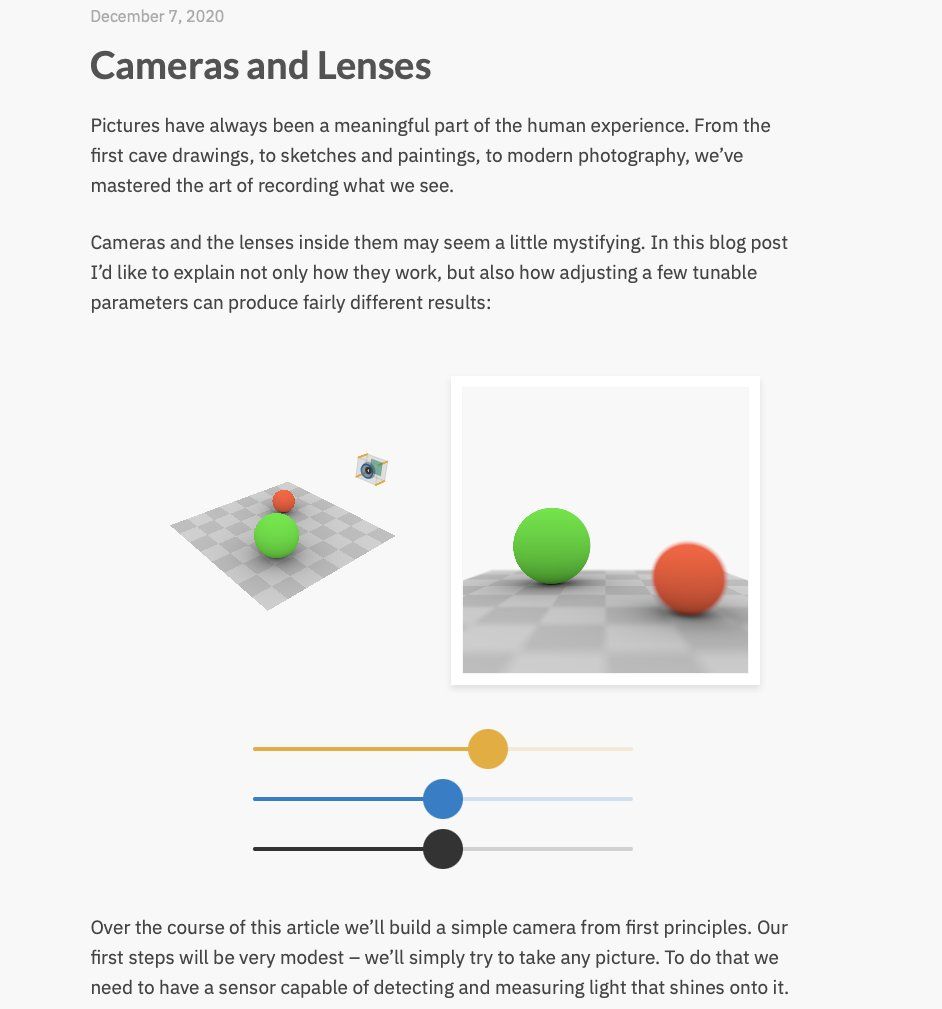 December 7, 2020
Cameras and Lenses
Pictures have always been a meaningful part of the human experience. From the
first cave drawings, to sketches and paintings, to modern photography, we’ve
mastered the art of recording what we see.
Cameras and the lenses inside them may seem a little mystifying. In this blog post
I’d like to explain not only how they work, but also how adjusting a few tunable
parameters can produce fairly different results:
Over the course of this article we’ll build a simple camera from first principles. Our
first steps will be very modest – we’ll simply try to take any picture. To do that we
need to have a sensor capable of detecting and measuring light that shines onto it.